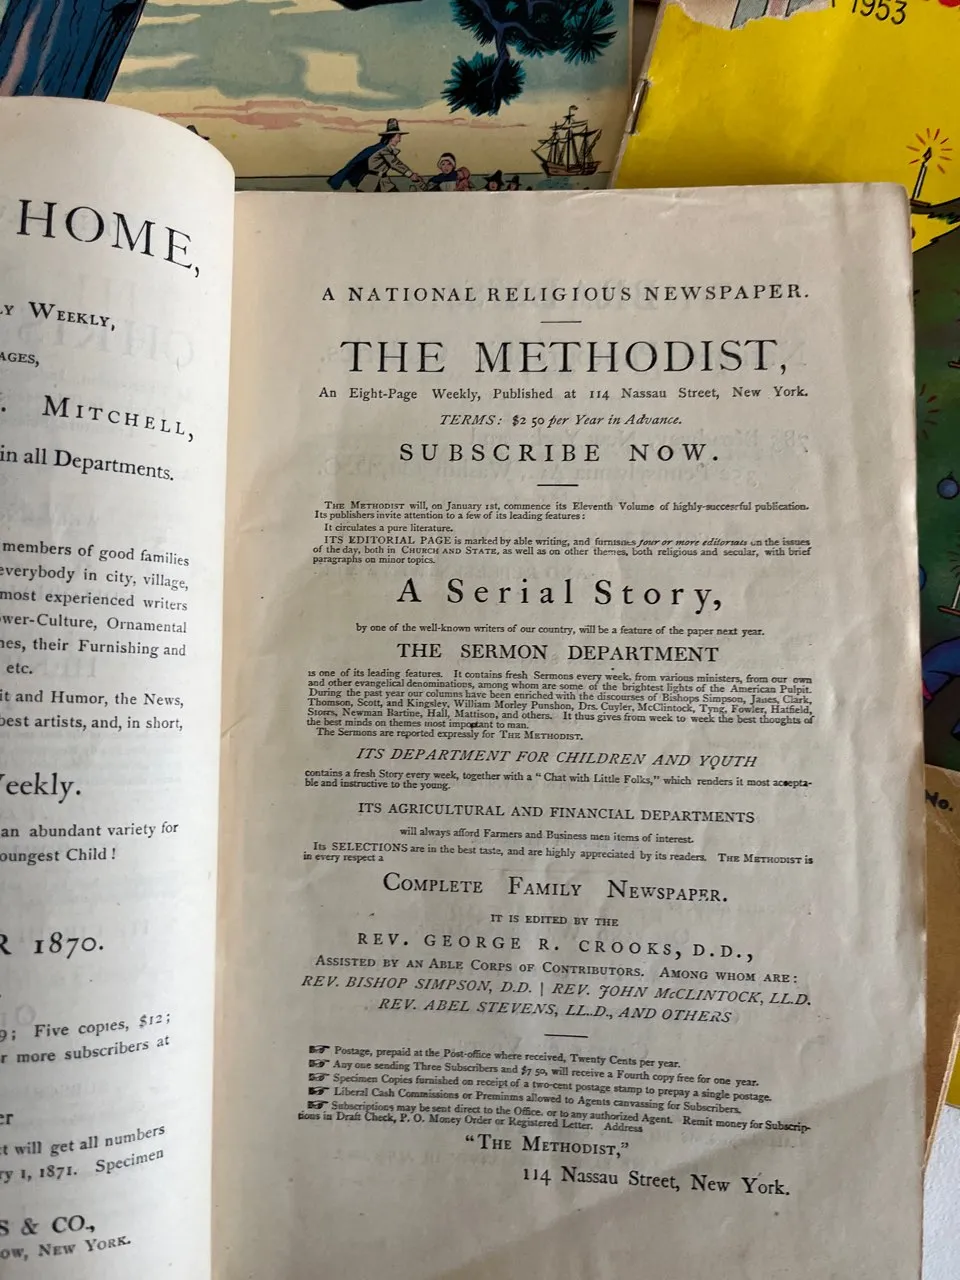 1953
HOME,
LY WEEKLY,
AGES,
MITCHELL,
in all Departments.
members of good families
everybody in city, village,
most experienced writers
wer-Culture, Ornamental
nes, their Furnishing and
etc.
it and Humor, the News,
best artists, and, in short,
eekly.
an abundant variety for
oungest Child!
R 1870.
9; Five copies, $12;
r more subscribers at
er
t will get all numbers
ry 1, 1871. Specimen
S & CO.,
ow, NEW YORK.
A NATIONAL RELIGIOUS NEWSPAPER.
THE METHODIST,
An Eight-Page Weekly, Published at 114 Nassau Street, New York.
TERMS: $2 50 per Year in Advance.
SUBSCRIBE NOW.
THE METHODIST will, on January 1st, commence its Eleventh Volume of highly-succesrful publication.
Its publishers invite attention to a few of its leading features:
It circulates a pure literature.
ITS EDITORIAL PAGE is marked by able writing, and furnishes four or more editorials on the issues
of the day, both in CHURCH AND STATE, as well as on other themes, both religious and secular, with brief
paragraphs on minor topics.
A Serial Story,
by one of the well-known writers of our country, will be a feature of the paper next year.
THE SERMON DEPARTMENT
is one of its leading features. It contains fresh Sermons every week, from various ministers, from our own
and other evangelical denominations, among whom are some of the brightest lights of the American Pulpit.
During the past year our columns have been enriched with the discourses of Bishops Simpson, Janes, Clark,
Thomson, Scott, and Kingsley, William Morley Punshon, Drs. Cuyler, McClintock, Tyng, Fowler, Hatfield,
Storrs, Newman Bartine, Hall, Mattison, and others. It thus gives from week to week the best thoughts of
the best minds on themes most important to man.
The Sermons are reported expressly for THE METHODIST.
ITS DEPARTMENT FOR CHILDREN AND YOUTH
contains a fresh Story every week, together with a "Chat with Little Folks," which renders it most accepta-
ble and instructive to the young.
ITS AGRICULTURAL AND FINANCIAL DEPARTMENTS
will always afford Farmers and Business men items of interest.
Its SELECTIONS are in the best taste, and are highly appreciated by its readers. THE METHODIST is
in every respect a
COMPLETE FAMILY NEWSPAPER.
IT IS EDITED BY THE
REV. GEORGE R. CROOKS, D.D.,
ASSISTED BY AN ABLE CORPS OF CONTRIBUTORS. AMONG WHOM ARE:
REV. BISHOP SIMPSON, D.D. | REV. JOHN McCLINTOCK, LL.D.
REV. ABEL STEVENS, LL.D., AND OTHERS
☞ Postage, prepaid at the Post-office where received, Twenty Cents per year.
☞ Any one sending Three Subscribers and $7 50, will receive a Fourth copy free for one year.
☞ Specimen Copies furnished on receipt of a two-cent postage stamp to prepay a single postage.
☞ Liberal Cash Commissions or Premiums allowed to Agents canvassing for Subscribers.
☞ Subscriptions may be sent direct to the Office. or to any authorized Agent. Remit money for Subscrip-
tions in Draft Check, P. O. Money Order or Registered Letter. Address
"THE METHODIST,"
114 Nassau Street, New York.
No.